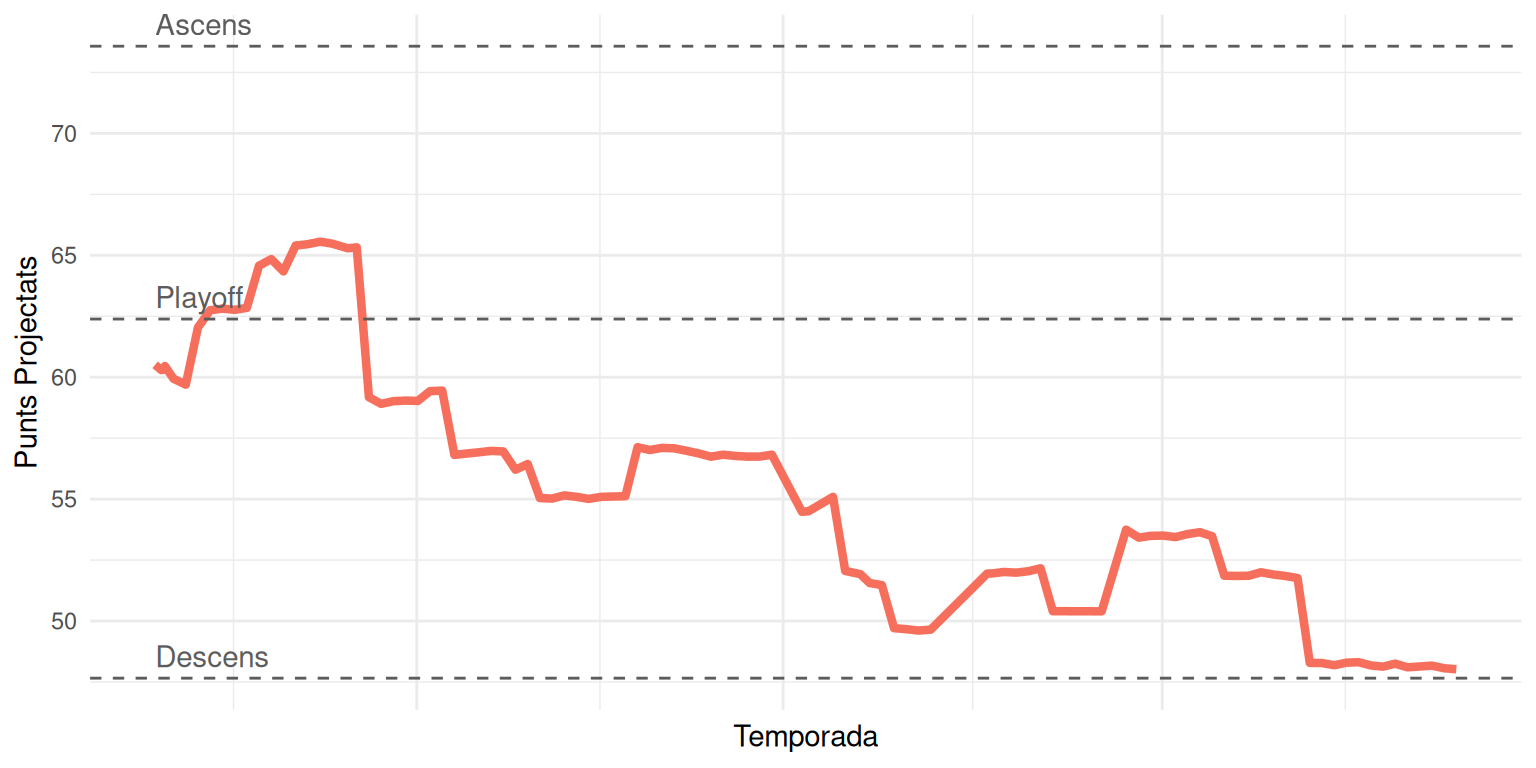 Ascens
70
65
Playoff
60
55
50
Descens
Punts Projectats
Temporada